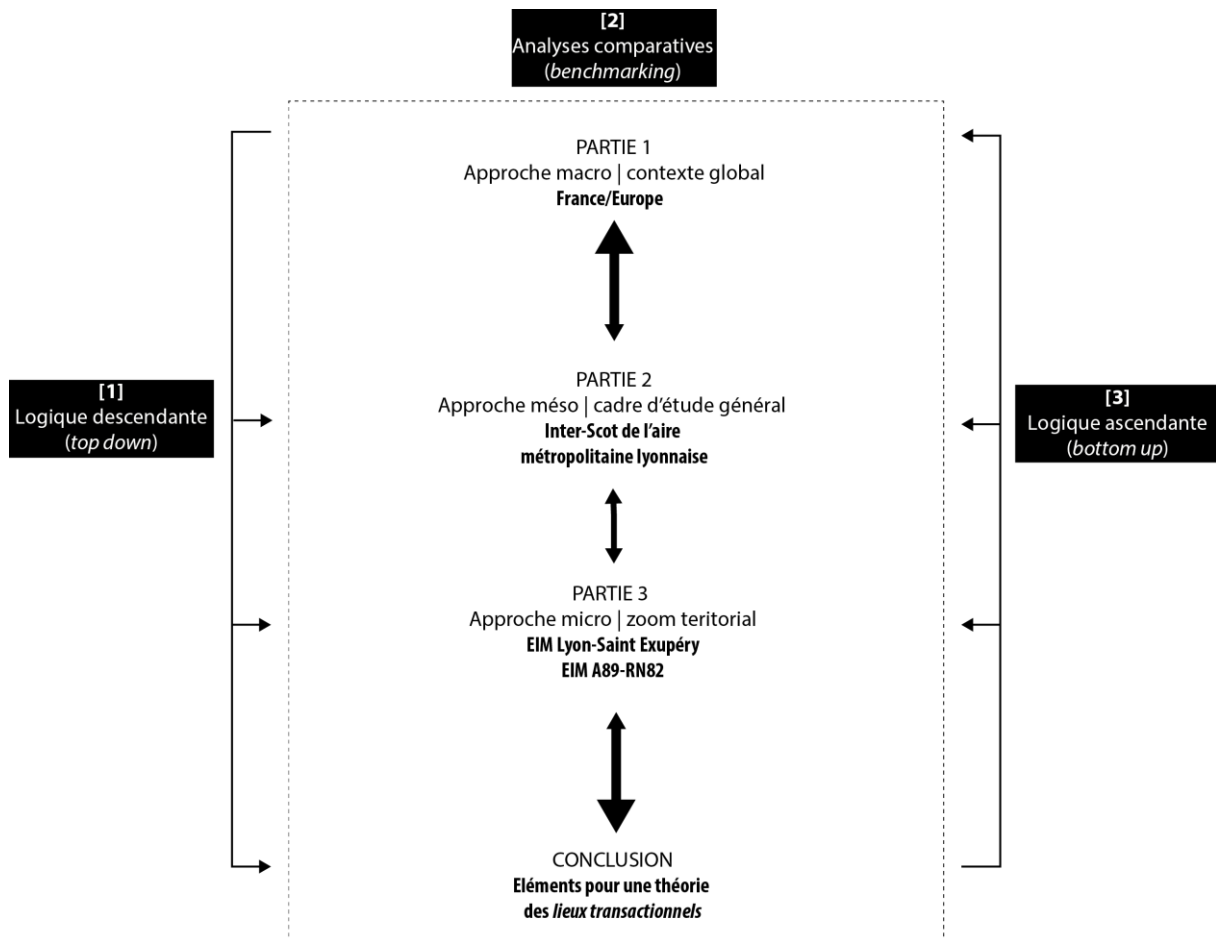 [2]
Analyses comparatives
(benchmarking)
PARTIE 1
Approche macro | contexte global
France/Europe
[1]
Logique descendante
(top down)
PARTIE 2
Approche méso | cadre d'étude général
Inter-Scot de l'aire
métropolitaine lyonnaise
[3]
Logique ascendante
(bottom up)
PARTIE 3
Approche micro | zoom teritorial
EIM Lyon-Saint Exupéry
EIM A89-RN82
CONCLUSION
Eléments pour une théorie
des lieux transactionnels